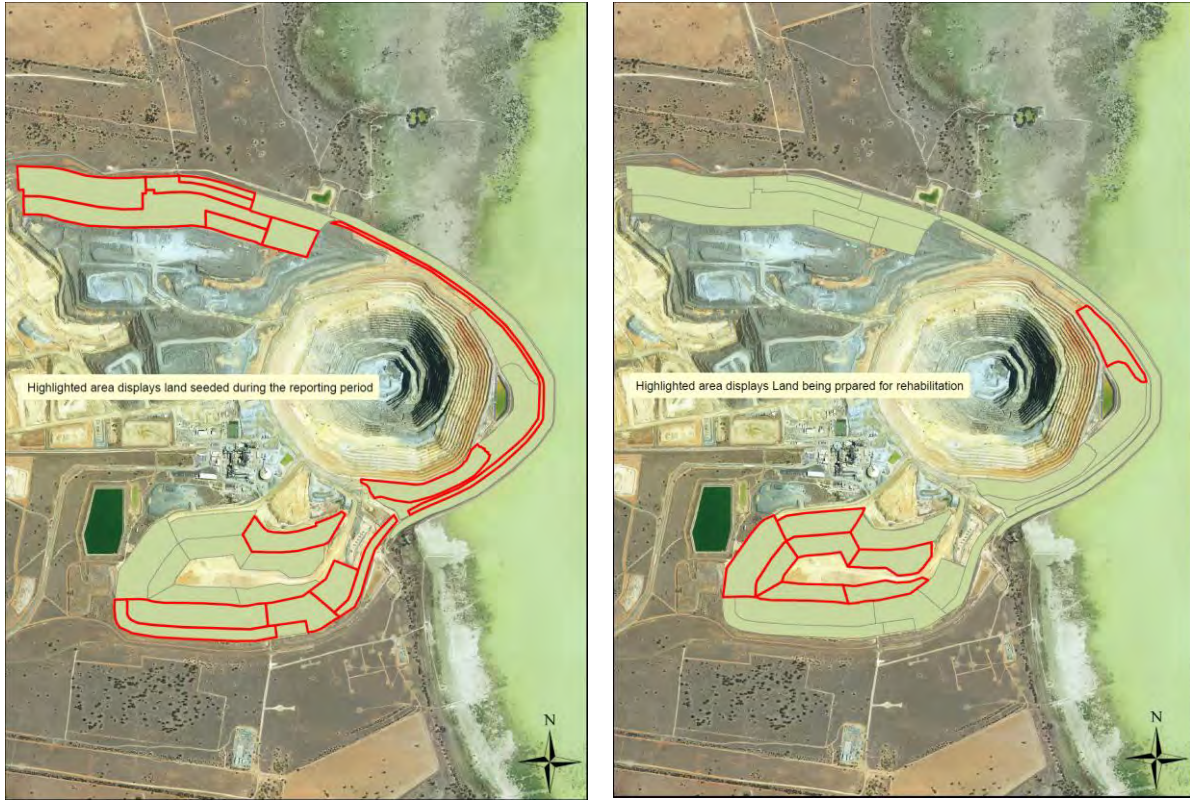 Highlighted area displays land seeded during the reporting period
N
Highlighted area displays Land being prpared for rehabilitation
N